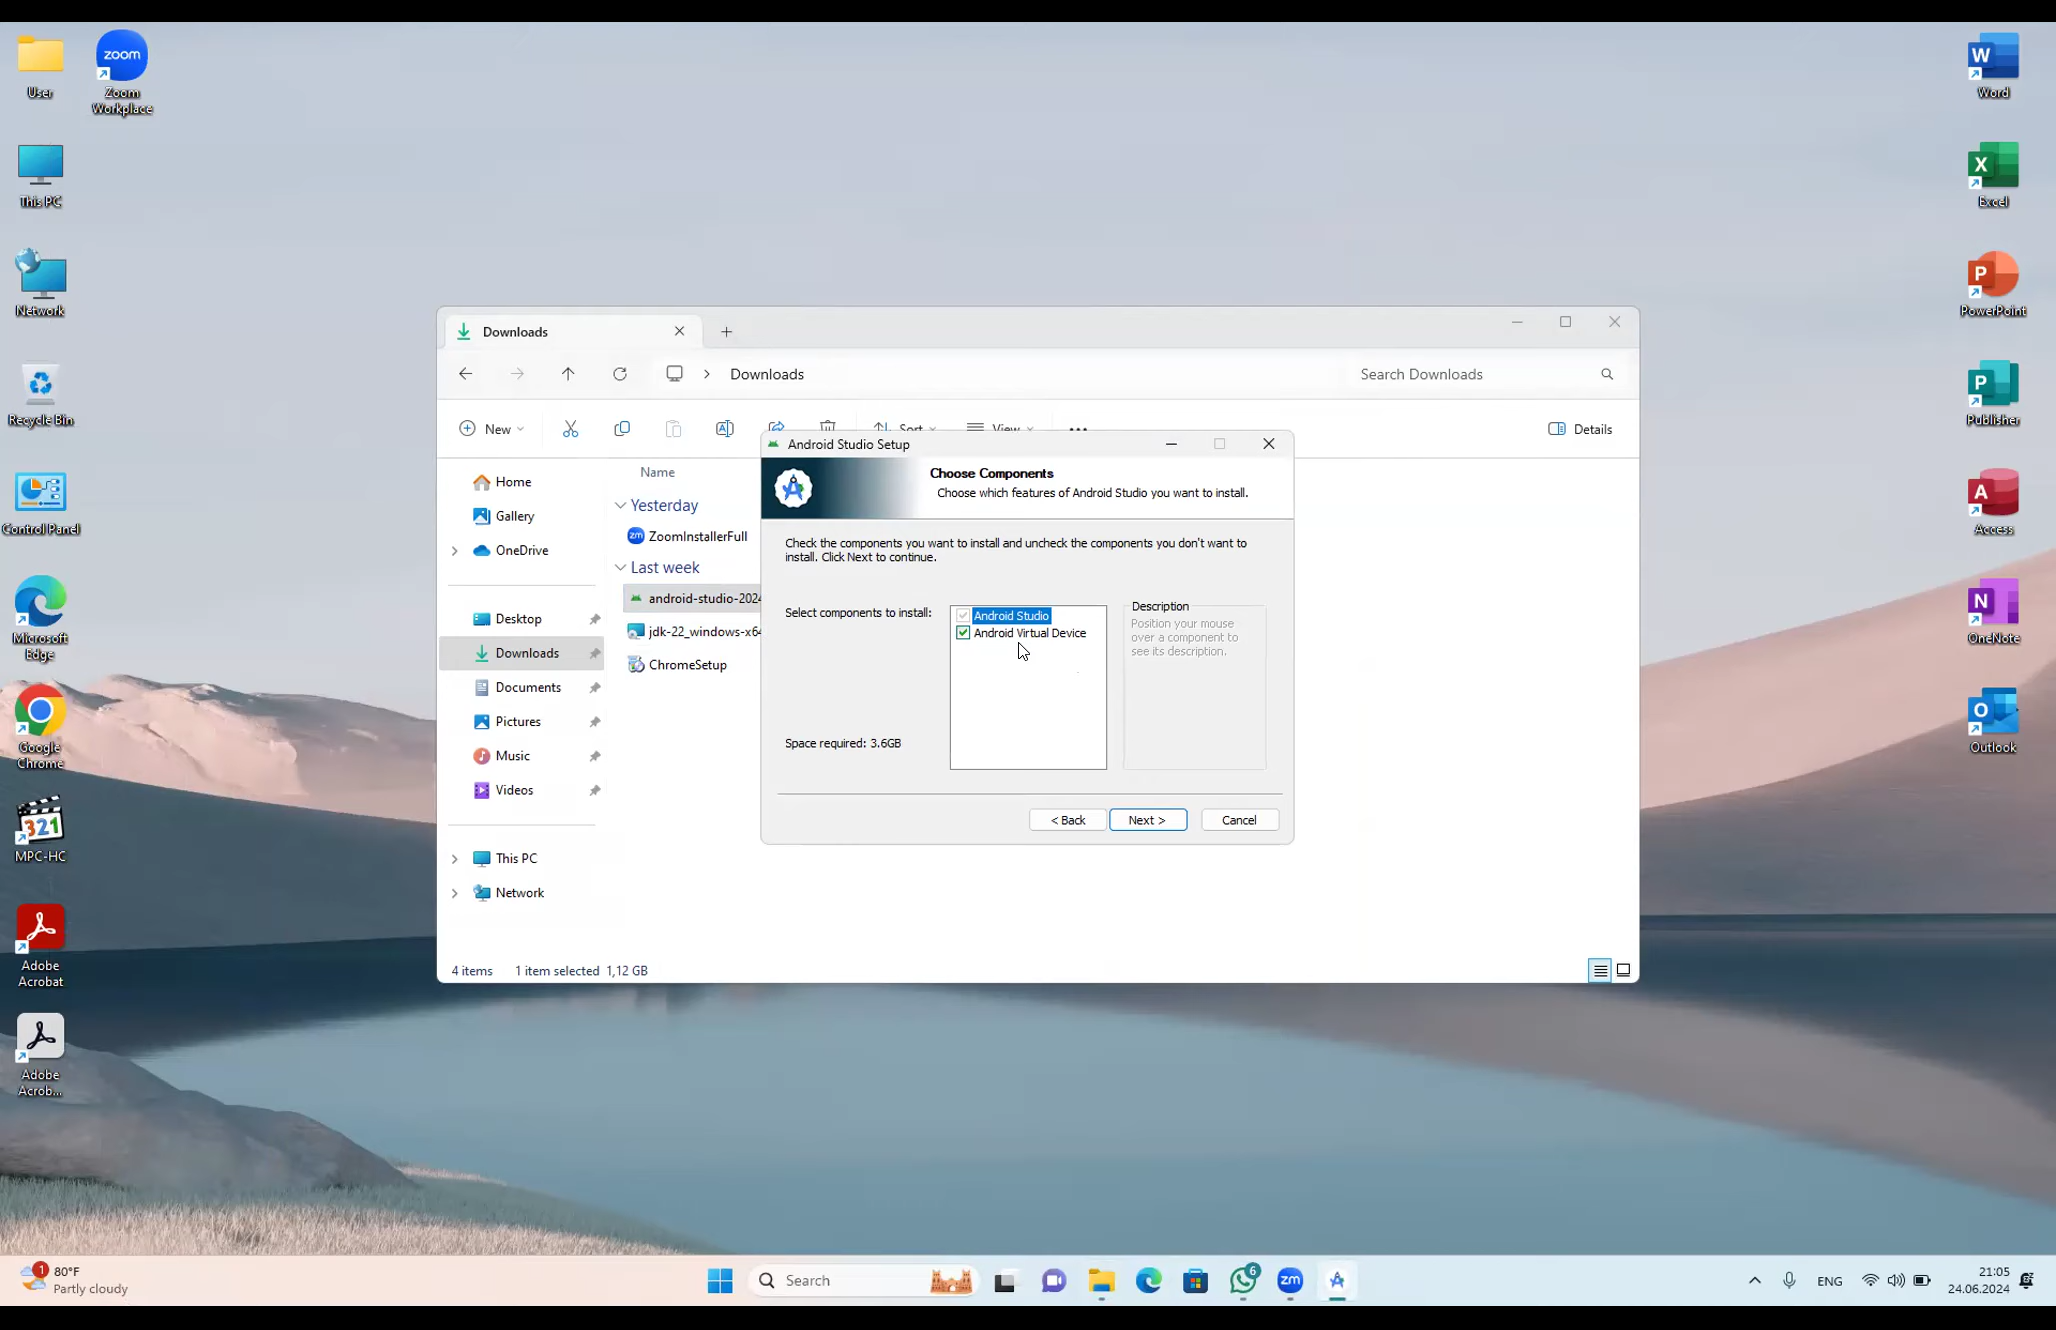 User
zoom
Zoom
Workplace
This PC
Network
Recycle Bin
Control Panel
Microsoft
Edge
Google
Chrome
321
MPC-HC
Adobe
Acrobat
Adobe
Acrob...
Word
Excel
PowerPoint
Publisher
Access
OneNote
Outlook
Downloads
Downloads
Search Downloads
New
Sort
View
Details
Home
Gallery
OneDrive
Desktop
Downloads
Documents
Pictures
Music
Videos
This PC
Network
Name
Yesterday
ZoomInstallerFull
Last week
android-studio-2024
jdk-22_windows-x64
ChromeSetup
4 items 1 item selected 1,12 GB
Android Studio Setup
Choose Components
Choose which features of Android Studio you want to install.
Check the components you want to install and uncheck the components you don't want to
install. Click Next to continue.
Select components to install:
Android Studio
Android Virtual Device
Description
Position your mouse
over a component to
see its description.
Space required: 3.6GB
< Back
Next >
Cancel
1
80°F
Partly cloudy
Search
6
zm
ENG
21:05
24.06.2024